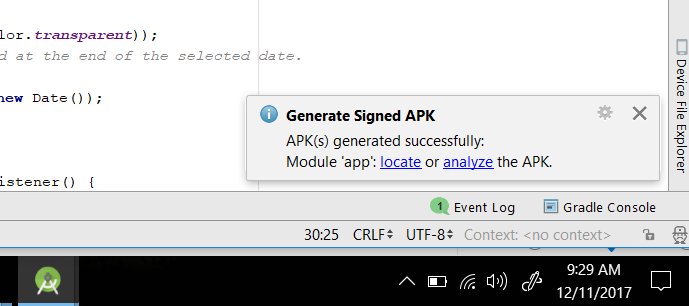 lor.transparent));
d at the end of the selected date.
new Date());
istener() {
Generate Signed APK
APK(s) generated successfully:
Module 'app': locate or analyze the APK.
Device File Explorer
1 Event Log
Gradle Console
30:25 CRLF UTF-8 Context: <no context>
9:29 AM
12/11/2017